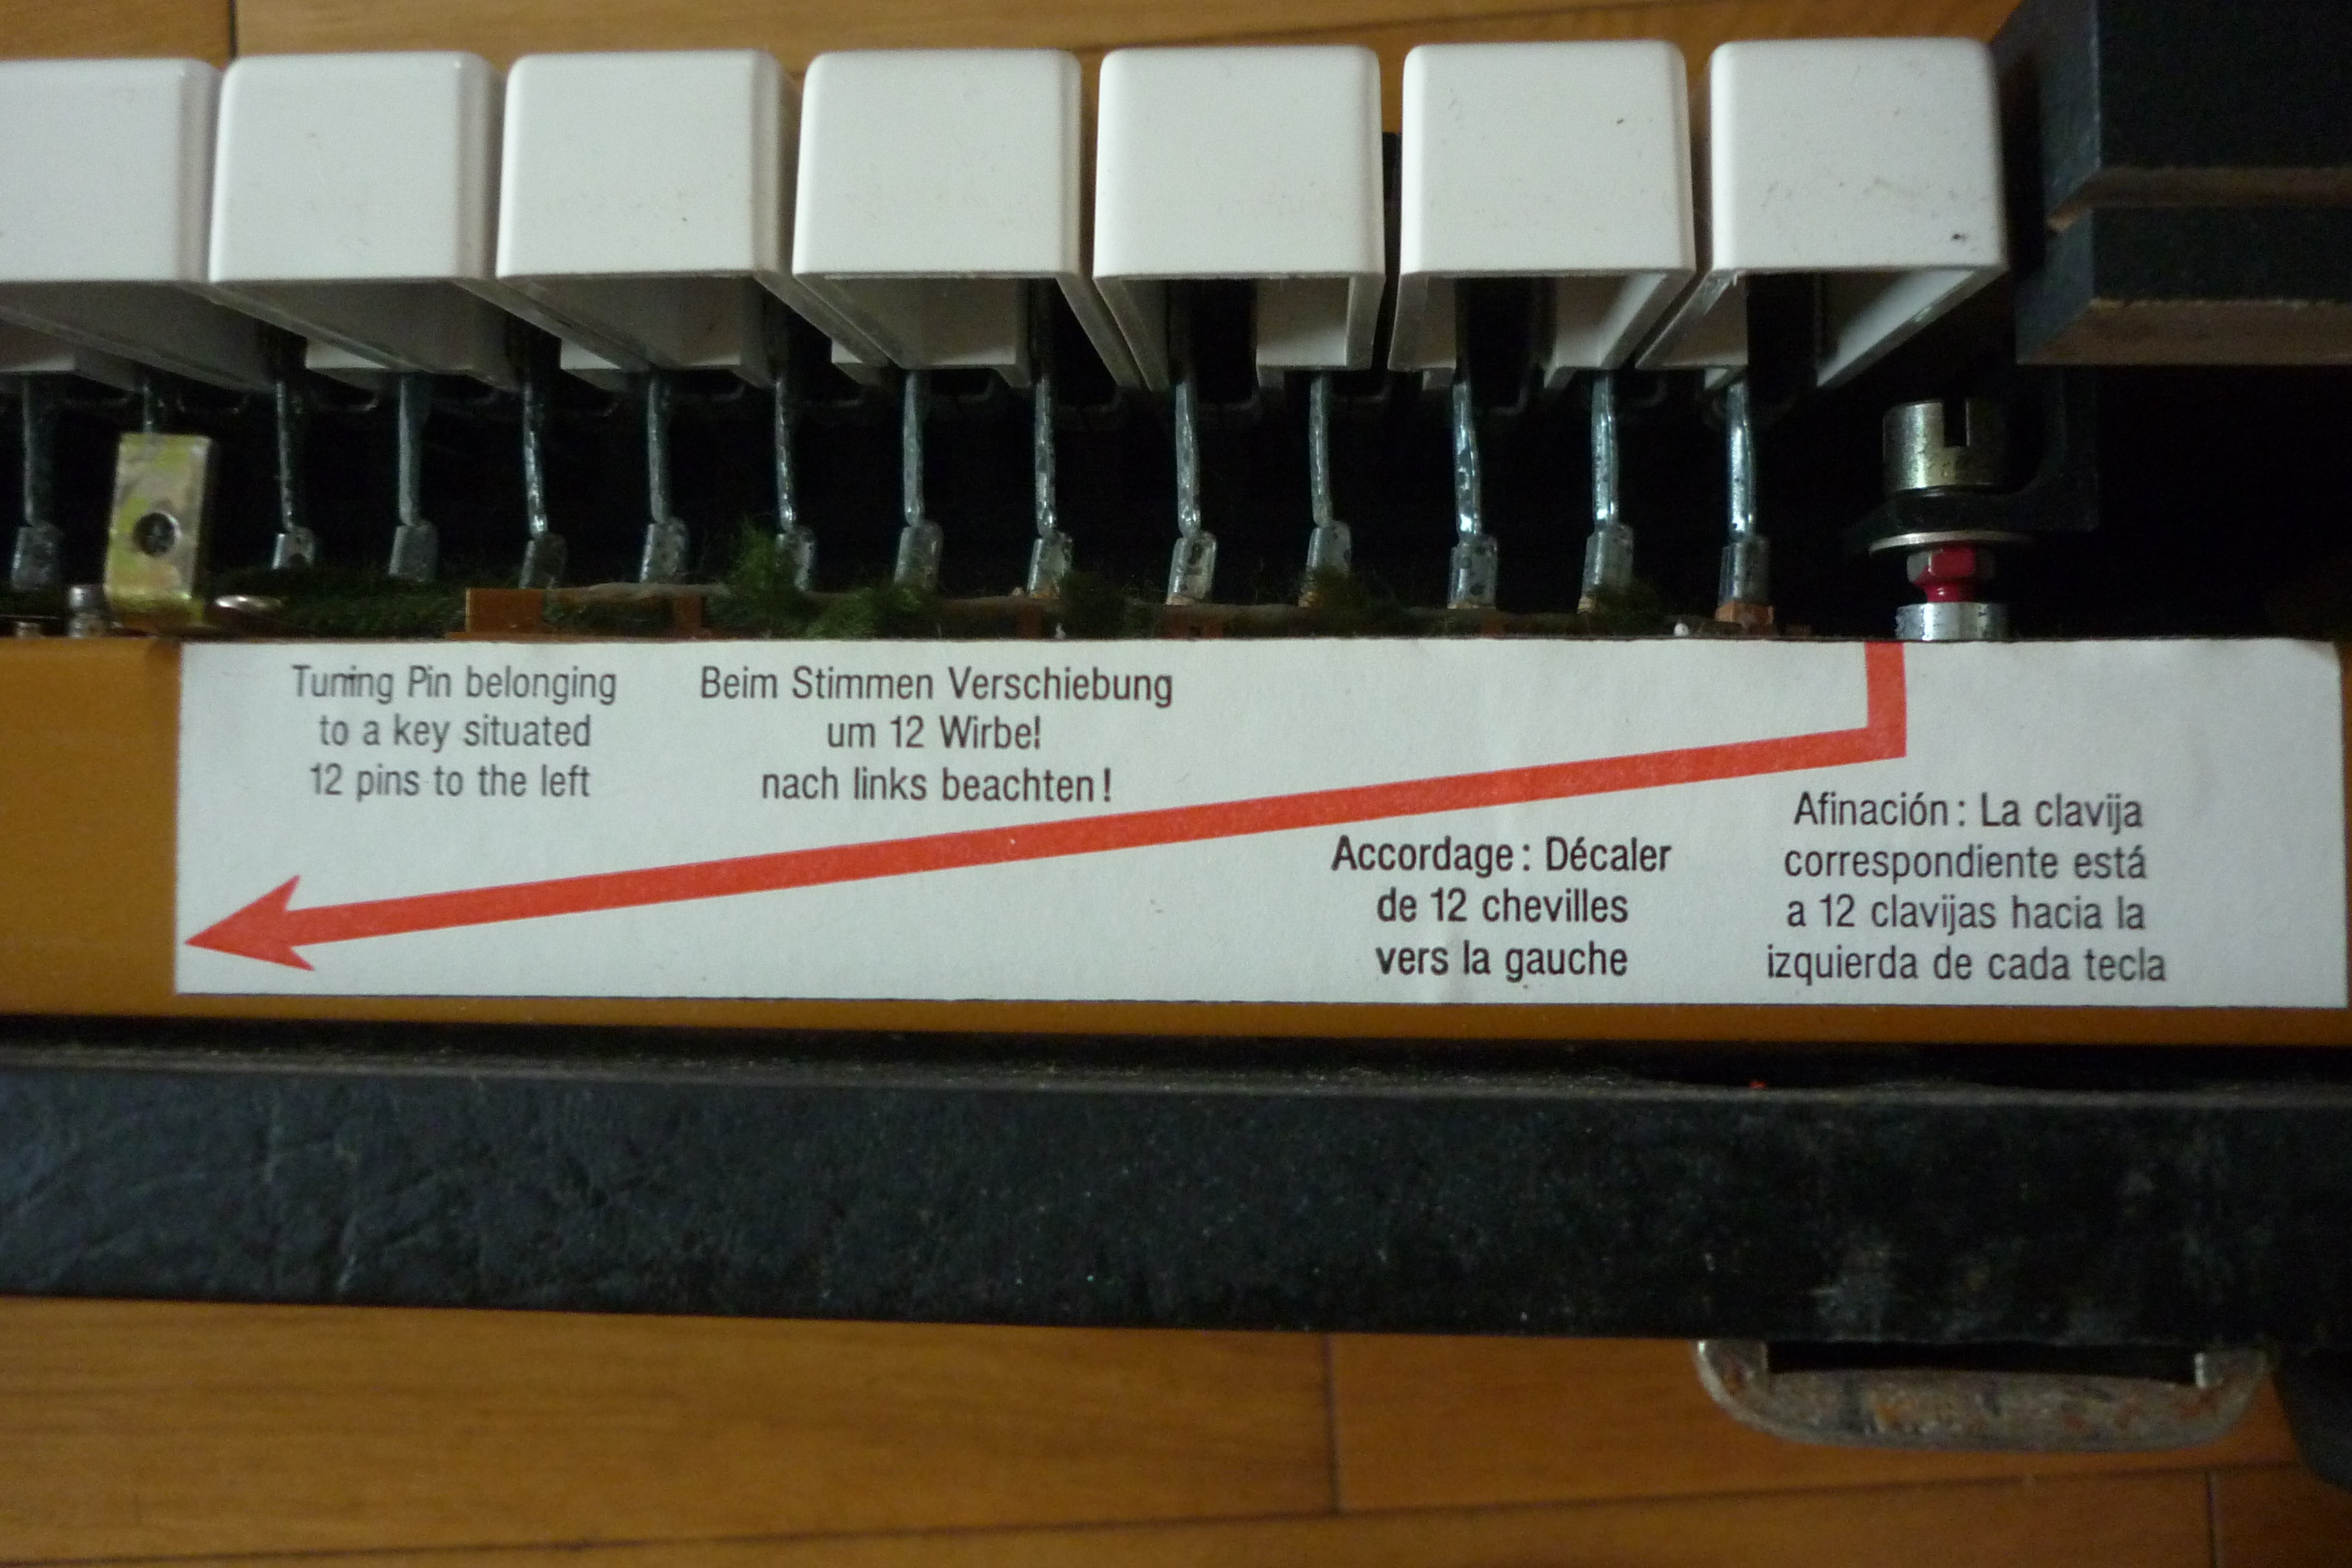 Tuning Pin belonging
to a key situated
12 pins to the left
Beim Stimmen Verschiebung
um 12 Wirbe!
nach links beachten!
Accordage: Décaler
de 12 chevilles
vers la gauche
Afinación: La clavija
correspondiente está
a 12 clavijas hacia la
izquierda de cada tecla